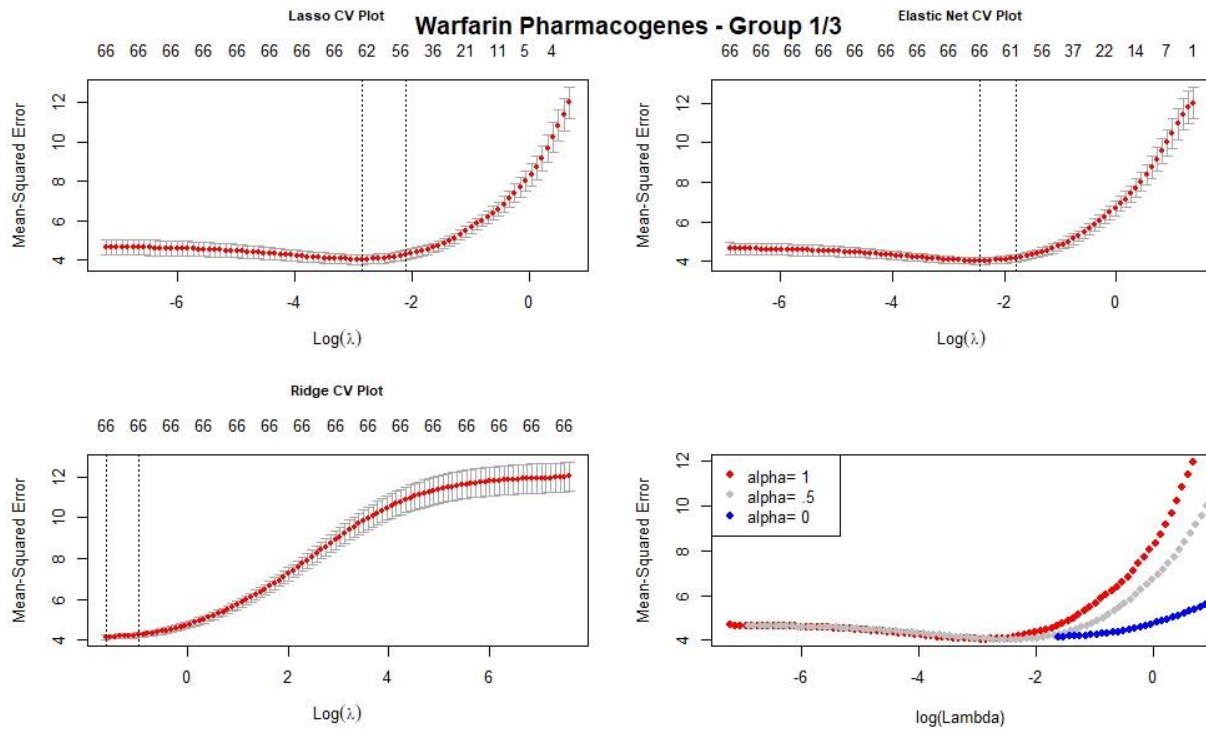 Warfarin Pharmacogenes - Group 1/3
Lasso CV Plot
66 66 66 66 66 66 66 66 62 56 36 21 11 5 4
Mean-Squared Error
12
10
8
6
4
-6 -4 -2 0
Log(λ)
Elastic Net CV Plot
66 66 66 66 66 66 66 66 66 61 56 37 22 14 7 1
Mean-Squared Error
12
10
8
6
4
-6 -4 -2 0
Log(λ)
Ridge CV Plot
66 66 66 66 66 66 66 66 66 66 66 66 66 66 66
Mean-Squared Error
12
10
8
6
4
0 2 4 6
Log(λ)
alpha= 1
alpha= .5
alpha= 0
Mean-Squared Error
12
10
8
6
4
-6 -4 -2 0
log(Lambda)